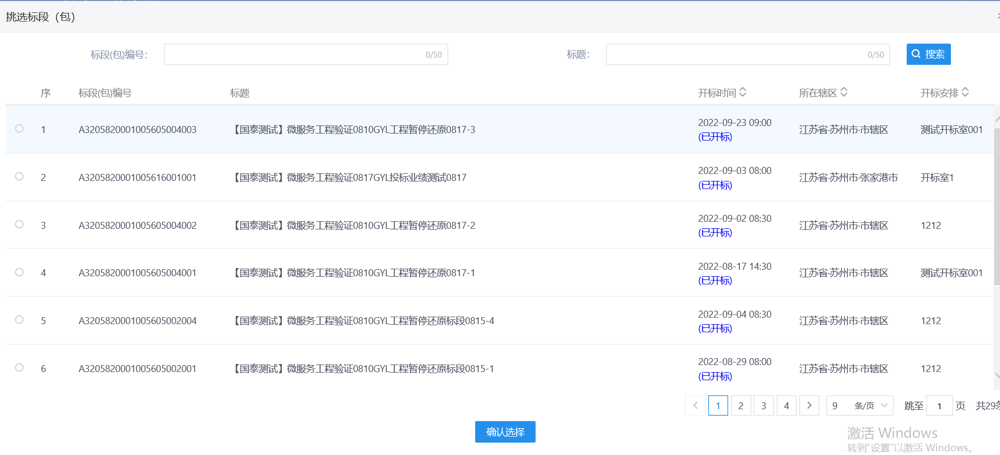 挑选标段（包）
标段(包)编号： 0/50 标题： 0/50 搜索
序 标段(包)编号 标题 开标时间 所在辖区 开标安排
1 A3205820001005605004003 【国泰测试】微服务工程验证0810GYL工程暂停还原0817-3 2022-09-23 09:00 (已开标) 江苏省·苏州市·市辖区 测试开标室001
2 A3205820001005616001001 【国泰测试】微服务工程验证0817GYL投标业绩测试0817 2022-09-03 08:00 (已开标) 江苏省·苏州市·张家港市 开标室1
3 A3205820001005605004002 【国泰测试】微服务工程验证0810GYL工程暂停还原0817-2 2022-09-02 08:30 (已开标) 江苏省·苏州市·市辖区 1212
4 A3205820001005605004001 【国泰测试】微服务工程验证0810GYL工程暂停还原0817-1 2022-08-17 14:30 (已开标) 江苏省·苏州市·市辖区 测试开标室001
5 A3205820001005605002004 【国泰测试】微服务工程验证0810GYL工程暂停还原标段0815-4 2022-09-04 08:30 (已开标) 江苏省·苏州市·市辖区 1212
6 A3205820001005605002001 【国泰测试】微服务工程验证0810GYL工程暂停还原标段0815-1 2022-08-29 08:00 (已开标) 江苏省·苏州市·市辖区 1212
1 2 3 4 9 条/页 跳至 1 页 共29条
确认选择
激活 Windows
转到"设置"以激活 Windows。